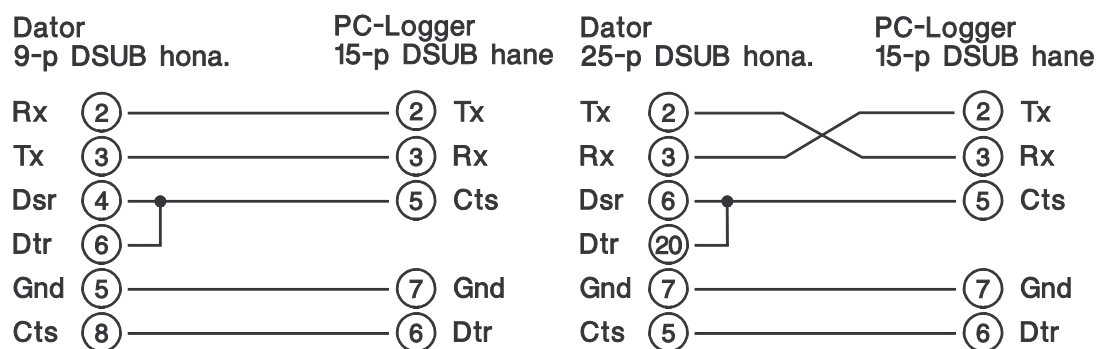 Dator PC-Logger
9-p DSUB hona. 15-p DSUB hane
Rx 2 2 Tx
Tx 3 3 Rx
Dsr 4 5 Cts
Dtr 6
Gnd 5 7 Gnd
Cts 8 6 Dtr
Dator PC-Logger
25-p DSUB hona. 15-p DSUB hane
Tx 2 2 Tx
Rx 3 3 Rx
Dsr 6 5 Cts
Dtr 20
Gnd 7 7 Gnd
Cts 5 6 Dtr